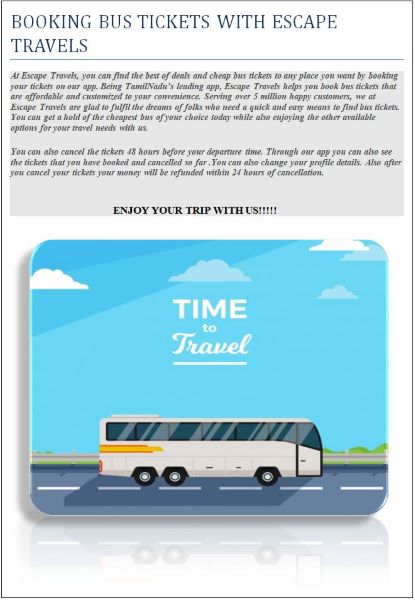 BOOKING BUS TICKETS WITH ESCAPE
TRAVELS
At Escape Travels, you can find the best of deals and cheap bus tickets to any place you want by booking
your tickets on our app. Being TamilNadu's leading app, Escape Travels helps you book bus tickets that
are affordable and customized to your convenience. Serving over 5 million happy customers, we at
Escape Travels are glad to fulfil the dreams of folks who need a quick and easy means to find bus tickets.
You can get a hold of the cheapest bus of your choice today while also enjoying the other available
options for your travel needs with us.
You can also cancel the tickets 48 hours before your departure time. Through our app you can also see
the tickets that you have booked and cancelled so far .You can also change your profile details. Also after
you cancel your tickets your money will be refunded within 24 hours of cancellation.
ENJOY YOUR TRIP WITH US!!!!!
TIME
to
Travel